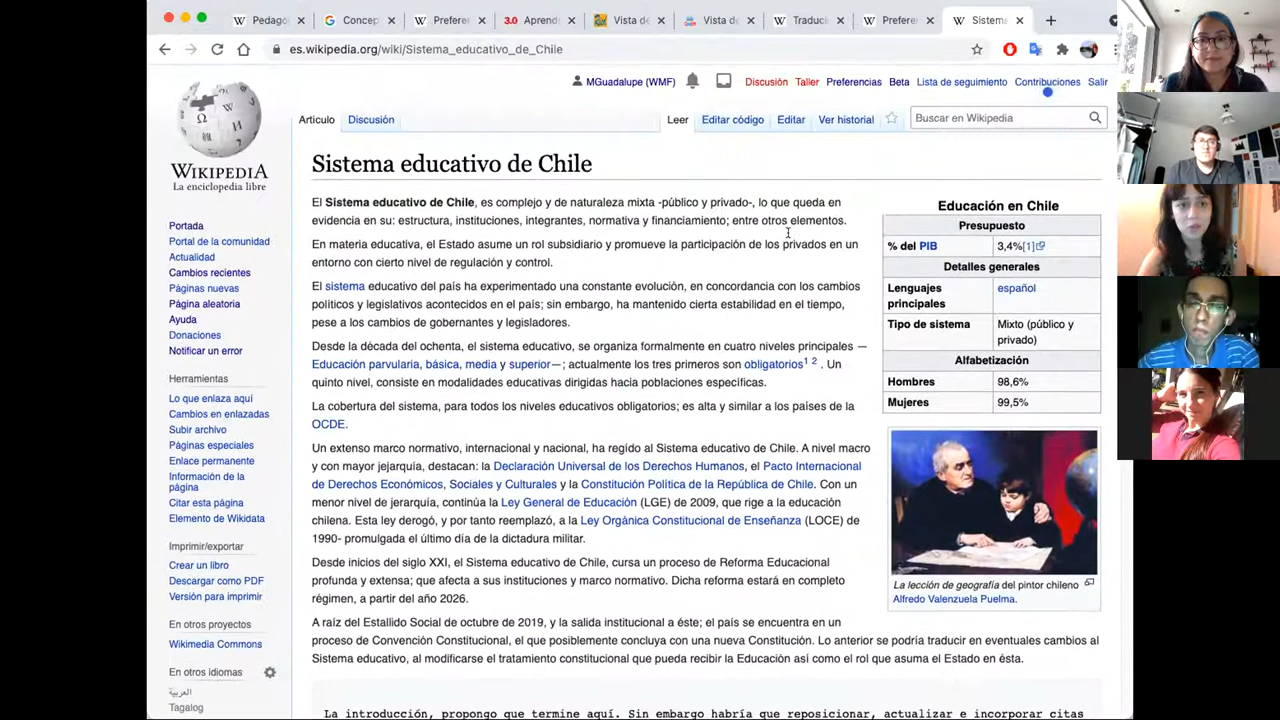 Pedagog
Concep
Prefere
3.0 Aprend
Vista de
Vista de
Traducir
Prefere
Sistema
es.wikipedia.org/wiki/Sistema_educativo_de_Chile
MGuadalupe (WMF) Discusión Taller Preferencias Beta Lista de seguimiento Contribuciones Salir
Artículo Discusión Leer Editar código Editar Ver historial Buscar en Wikipedia
WIKIPEDIA
La enciclopedia libre
Portada
Portal de la comunidad
Actualidad
Cambios recientes
Páginas nuevas
Página aleatoria
Ayuda
Donaciones
Notificar un error
Herramientas
Lo que enlaza aquí
Cambios en enlazadas
Subir archivo
Páginas especiales
Enlace permanente
Información de la
página
Citar esta página
Elemento de Wikidata
Imprimir/exportar
Crear un libro
Descargar como PDF
Versión para imprimir
En otros proyectos
Wikimedia Commons
En otros idiomas
العربية
Tagalog
Sistema educativo de Chile
El Sistema educativo de Chile, es complejo y de naturaleza mixta -público y privado-, lo que queda en
evidencia en su: estructura, instituciones, integrantes, normativa y financiamiento; entre otros elementos.
En materia educativa, el Estado asume un rol subsidiario y promueve la participación de los privados en un
entorno con cierto nivel de regulación y control.
El sistema educativo del país ha experimentado una constante evolución, en concordancia con los cambios
políticos y legislativos acontecidos en el país; sin embargo, ha mantenido cierta estabilidad en el tiempo,
pese a los cambios de gobernantes y legisladores.
Desde la década del ochenta, el sistema educativo, se organiza formalmente en cuatro niveles principales —
Educación parvularia, básica, media y superior—; actualmente los tres primeros son obligatorios1 2 . Un
quinto nivel, consiste en modalidades educativas dirigidas hacia poblaciones específicas.
La cobertura del sistema, para todos los niveles educativos obligatorios; es alta y similar a los países de la
OCDE.
Un extenso marco normativo, internacional y nacional, ha regido al Sistema educativo de Chile. A nivel macro
y con mayor jejarquía, destacan: la Declaración Universal de los Derechos Humanos, el Pacto Internacional
de Derechos Económicos, Sociales y Culturales y la Constitución Política de la República de Chile. Con un
menor nivel de jerarquía, continúa la Ley General de Educación (LGE) de 2009, que rige a la educación
chilena. Esta ley derogó, y por tanto reemplazó, a la Ley Orgánica Constitucional de Enseñanza (LOCE) de
1990- promulgada el último día de la dictadura militar.
Desde inicios del siglo XXI, el Sistema educativo de Chile, cursa un proceso de Reforma Educacional
profunda y extensa; que afecta a sus instituciones y marco normativo. Dicha reforma estará en completo
régimen, a partir del año 2026.
A raíz del Estallido Social de octubre de 2019, y la salida institucional a éste; el país se encuentra en un
proceso de Convención Constitucional, el que posiblemente concluya con una nueva Constitución. Lo anterior se podría traducir en eventuales cambios al
Sistema educativo, al modificarse el tratamiento constitucional que pueda recibir la Educación así como el rol que asuma el Estado en ésta.
La introducción, propongo que termine aquí. Sin embargo habría que reposicionar, actualizar e incorporar citas
Educación en Chile
Presupuesto
% del PIB 3,4%[1]
Detalles generales
Lenguajes principales español
Tipo de sistema Mixto (público y privado)
Alfabetización
Hombres 98,6%
Mujeres 99,5%
La lección de geografía del pintor chileno
Alfredo Valenzuela Puelma.